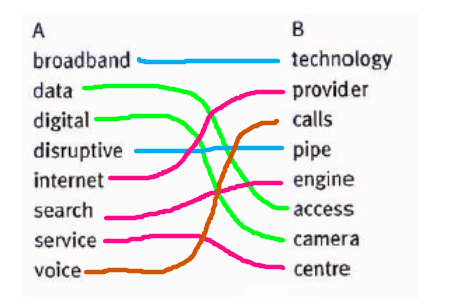 A B
broadband technology
data provider
digital calls
disruptive pipe
internet engine
search access
service camera
voice centre